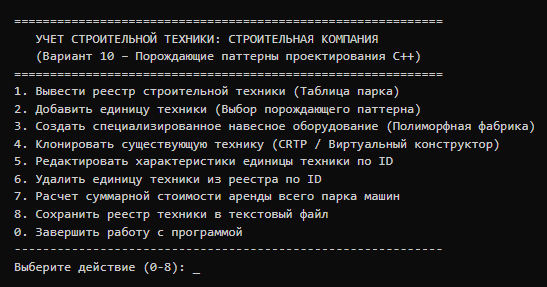 ============================================================
УЧЕТ СТРОИТЕЛЬНОЙ ТЕХНИКИ: СТРОИТЕЛЬНАЯ КОМПАНИЯ
(Вариант 10 – Порождающие паттерны проектирования C++)
============================================================
1. Вывести реестр строительной техники (Таблица парка)
2. Добавить единицу техники (Выбор порождающего паттерна)
3. Создать специализированное навесное оборудование (Полиморфная фабрика)
4. Клонировать существующую технику (CRTP / Виртуальный конструктор)
5. Редактировать характеристики единицы техники по ID
6. Удалить единицу техники из реестра по ID
7. Расчет суммарной стоимости аренды всего парка машин
8. Сохранить реестр техники в текстовый файл
0. Завершить работу с программой
------------------------------------------------------------
Выберите действие (0-8): _